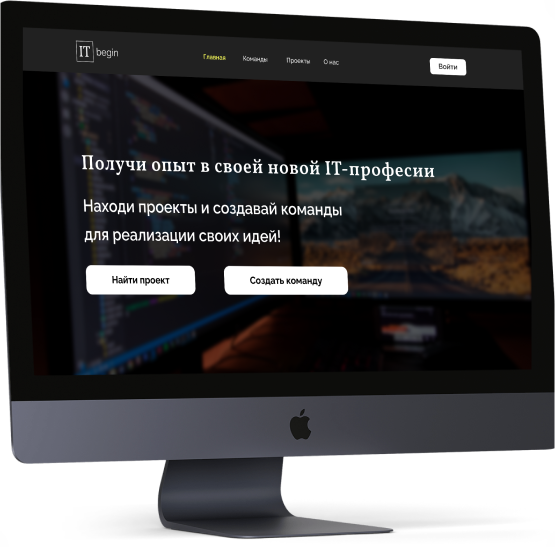 IT begin
Главная Команды Проекты О нас
Войти
Получи опыт в своей новой IT-професии
Находи проекты и создавай команды
для реализации своих идей!
Найти проект Создать команду